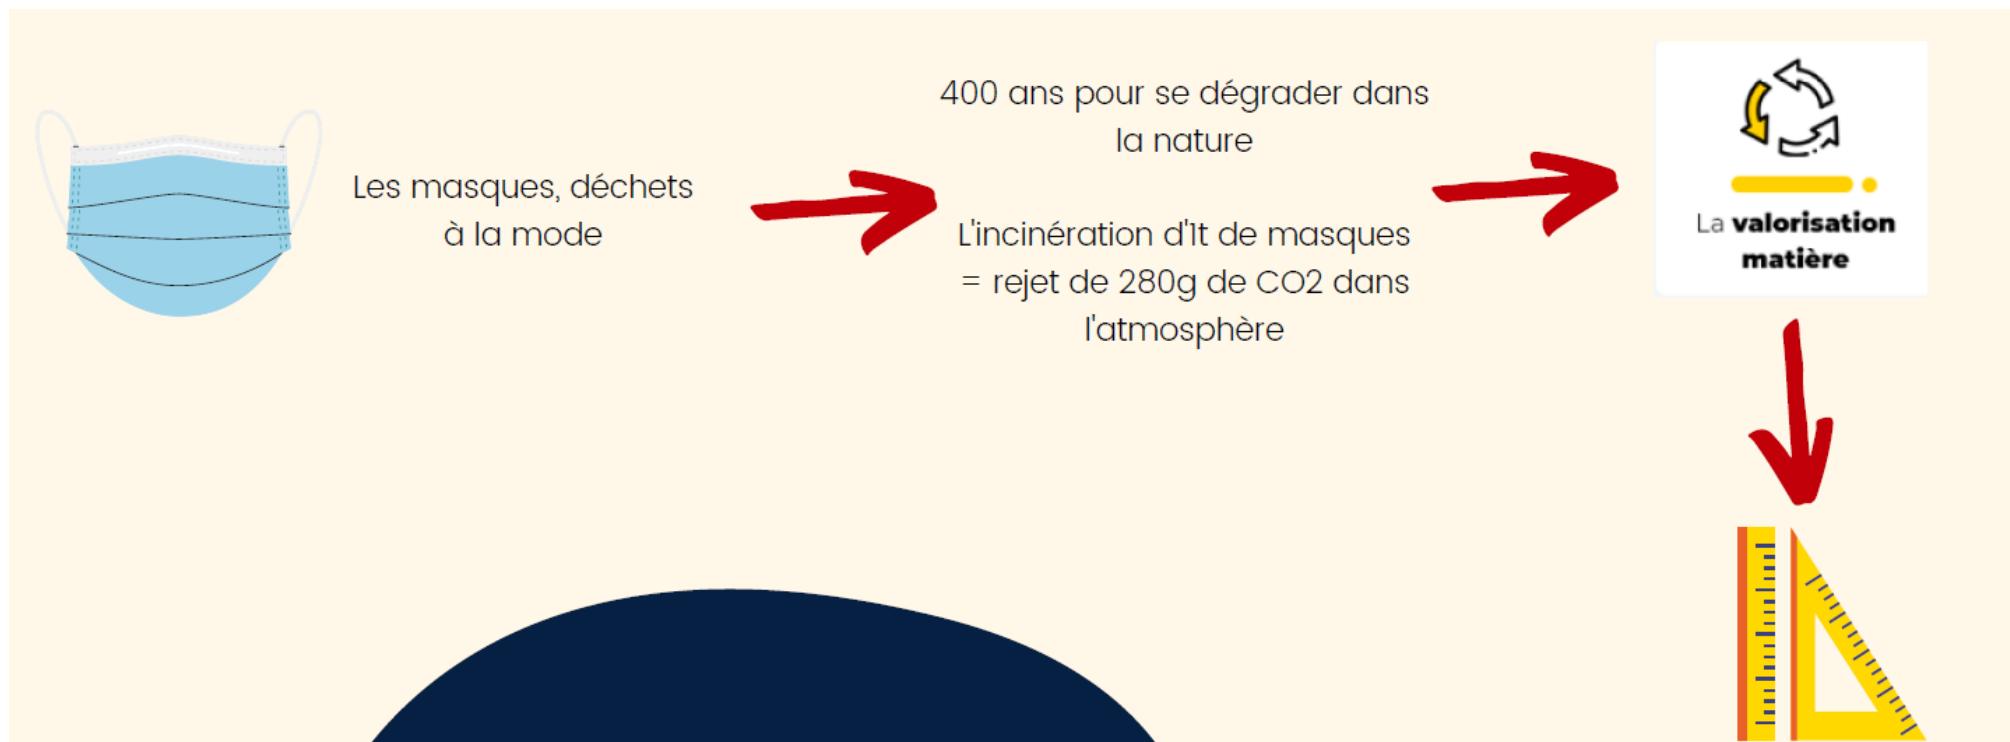 Les masques, déchets
à la mode
400 ans pour se dégrader dans
la nature
L'incinération d'1t de masques
= rejet de 280g de CO2 dans
l'atmosphère
La valorisation
matière